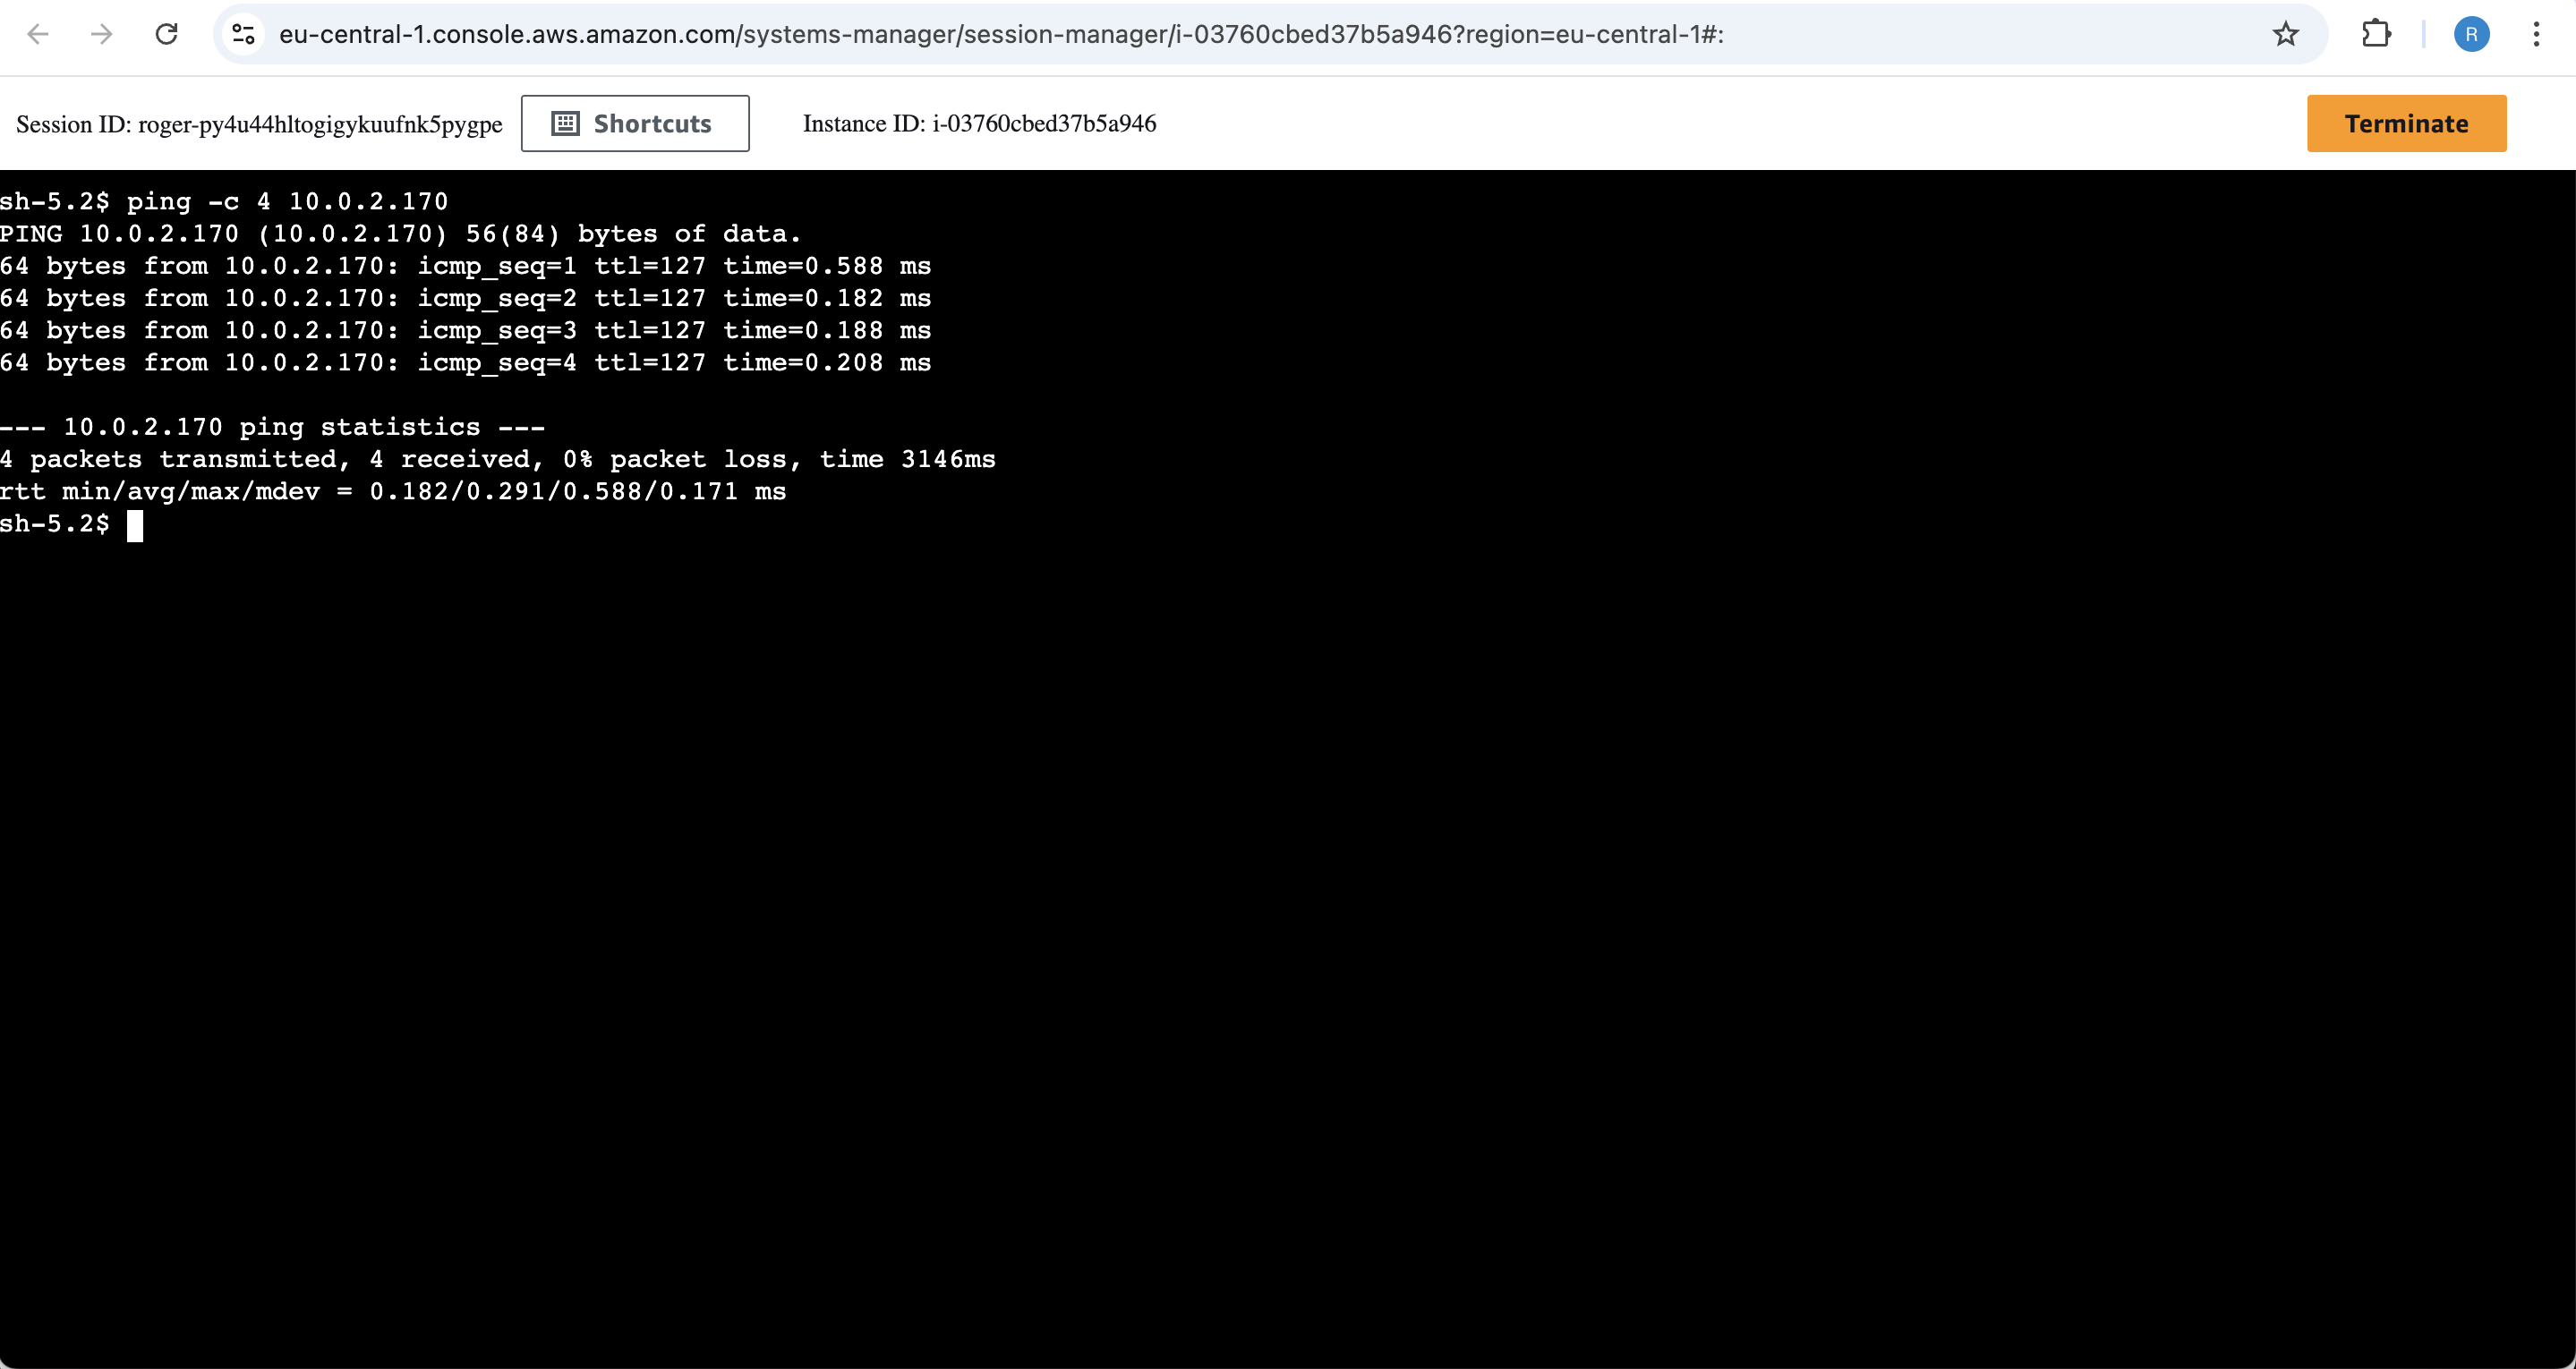 eu-central-1.console.aws.amazon.com/systems-manager/session-manager/i-03760cbed37b5a946?region=eu-central-1#:
R
Session ID: roger-py4u44hltogigykuufnk5pygpe
Shortcuts
Instance ID: i-03760cbed37b5a946
Terminate
sh-5.2$ ping -c 4 10.0.2.170
PING 10.0.2.170 (10.0.2.170) 56(84) bytes of data.
64 bytes from 10.0.2.170: icmp_seq=1 ttl=127 time=0.588 ms
64 bytes from 10.0.2.170: icmp_seq=2 ttl=127 time=0.182 ms
64 bytes from 10.0.2.170: icmp_seq=3 ttl=127 time=0.188 ms
64 bytes from 10.0.2.170: icmp_seq=4 ttl=127 time=0.208 ms
--- 10.0.2.170 ping statistics ---
4 packets transmitted, 4 received, 0% packet loss, time 3146ms
rtt min/avg/max/mdev = 0.182/0.291/0.588/0.171 ms
sh-5.2$